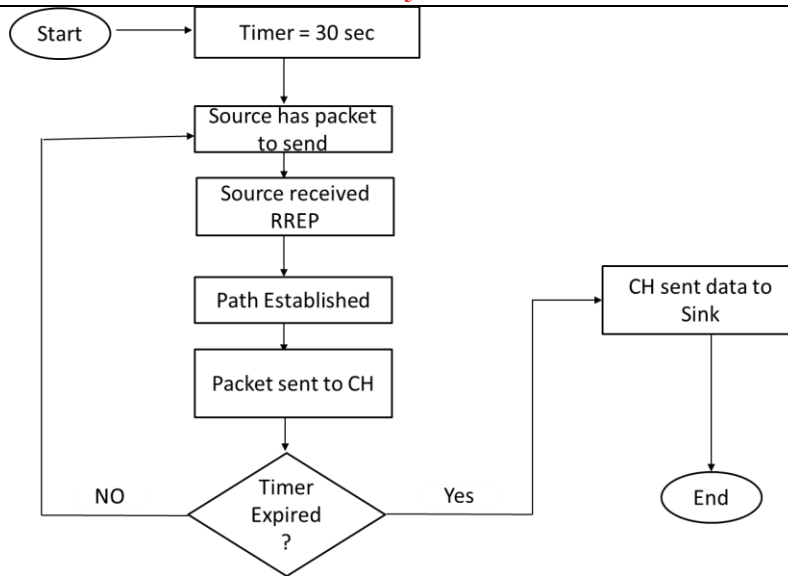 Start
Timer = 30 sec
Source has packet
to send
Source received
RREP
Path Established
Packet sent to CH
Timer
Expired
?
NO
Yes
CH sent data to
Sink
End